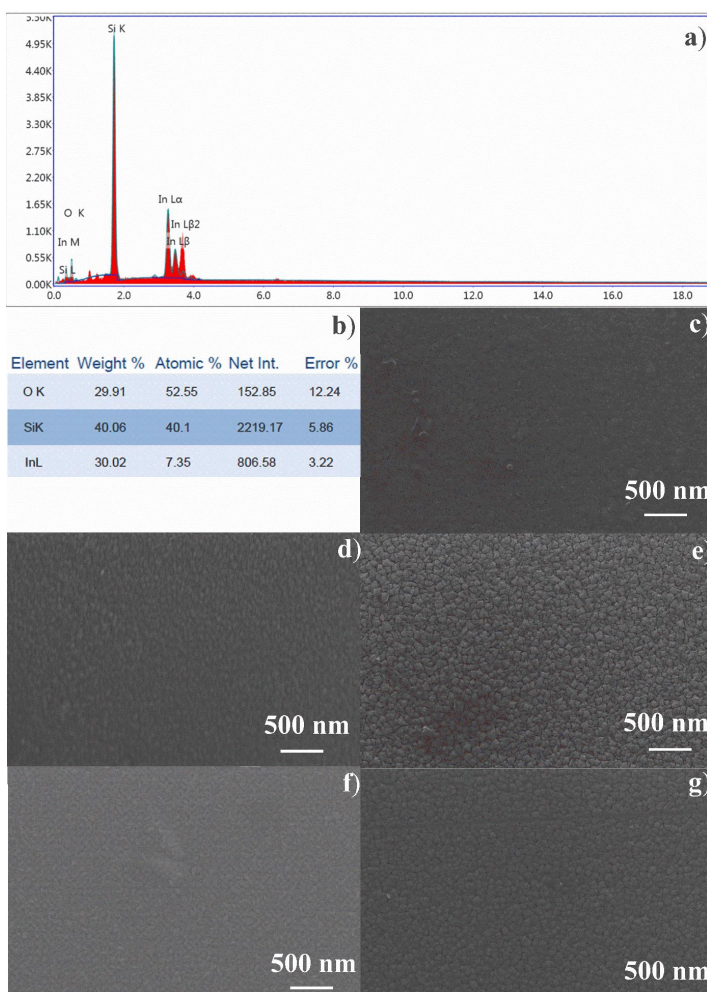 5.50K
a)
Si K
4.95K
4.40K
3.85K
3.30K
2.75K
2.20K
In Lα
O K
1.65K
In Lβ2
In M
In Lβ
1.10K
Si L
0.55K
0.00K
0.0 2.0 4.0 6.0 8.0 10.0 12.0 14.0 16.0 18.0
b)
Element Weight % Atomic % Net Int. Error %
O K 29.91 52.55 152.85 12.24
SiK 40.06 40.1 2219.17 5.86
InL 30.02 7.35 806.58 3.22
c)
500 nm
d)
500 nm
e)
500 nm
f)
500 nm
g)
500 nm